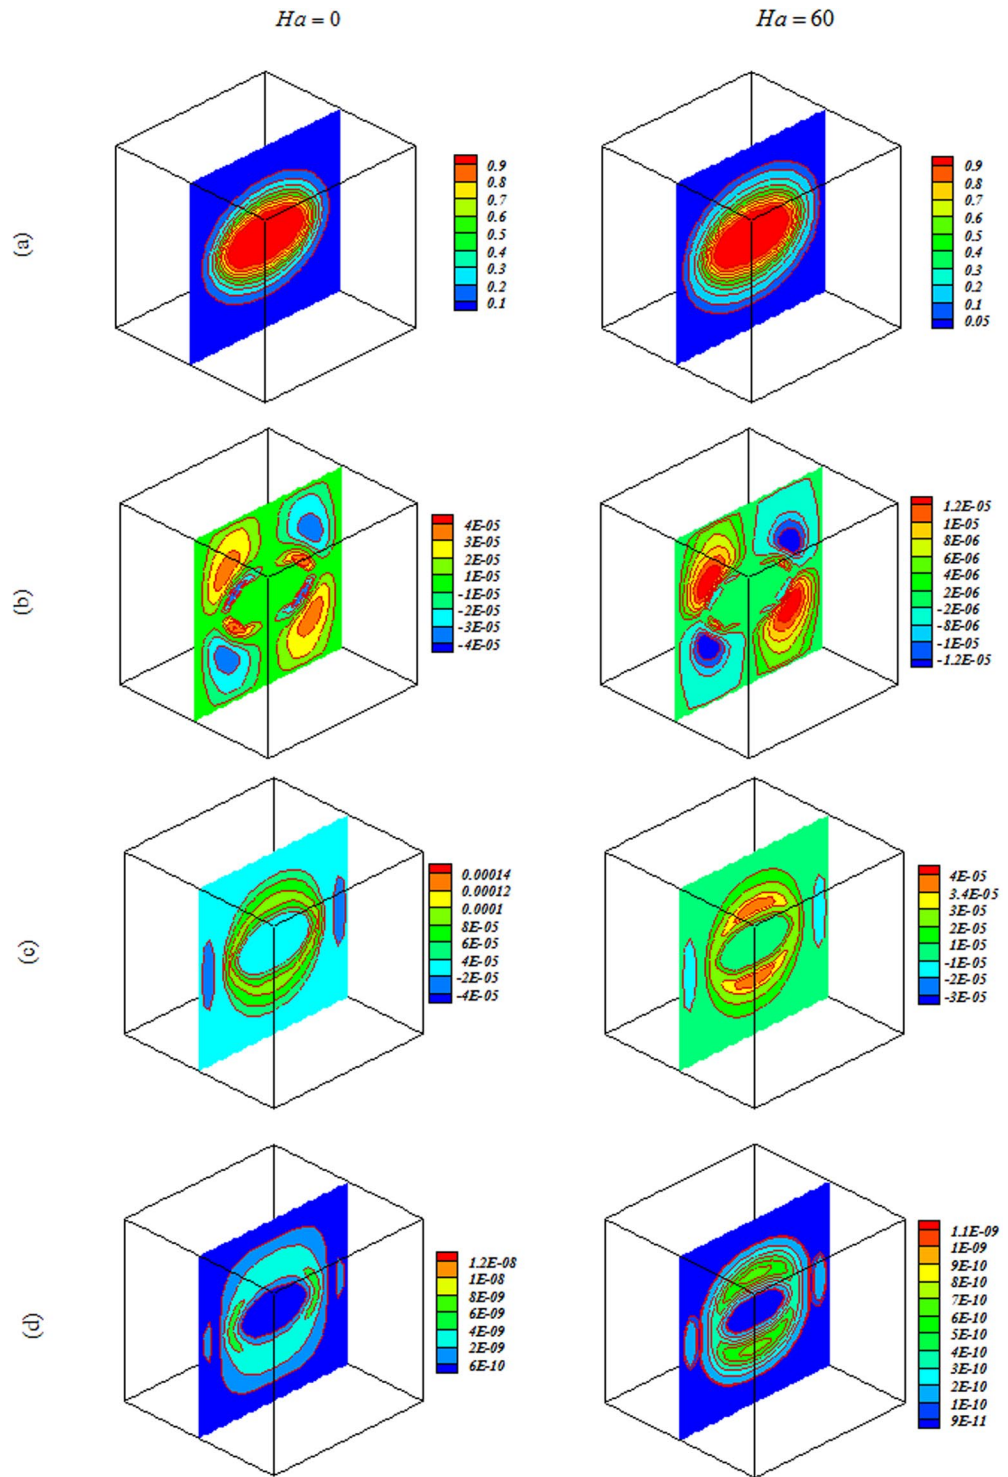 Ha = 0
Ha = 60
(a)
0.9
0.8
0.7
0.6
0.5
0.4
0.3
0.2
0.1
0.9
0.8
0.7
0.6
0.5
0.4
0.3
0.2
0.1
0.05
(b)
4E-05
3E-05
2E-05
1E-05
-1E-05
-2E-05
-3E-05
-4E-05
1.2E-05
1E-05
8E-06
6E-06
4E-06
2E-06
-2E-06
-8E-06
-1E-05
-1.2E-05
(c)
0.00014
0.00012
0.0001
8E-05
6E-05
4E-05
-2E-05
-4E-05
4E-05
3.4E-05
3E-05
2E-05
1E-05
-1E-05
-2E-05
-3E-05
(d)
1.2E-08
1E-08
8E-09
6E-09
4E-09
2E-09
6E-10
1.1E-09
1E-09
9E-10
8E-10
7E-10
6E-10
5E-10
4E-10
3E-10
2E-10
1E-10
9E-11